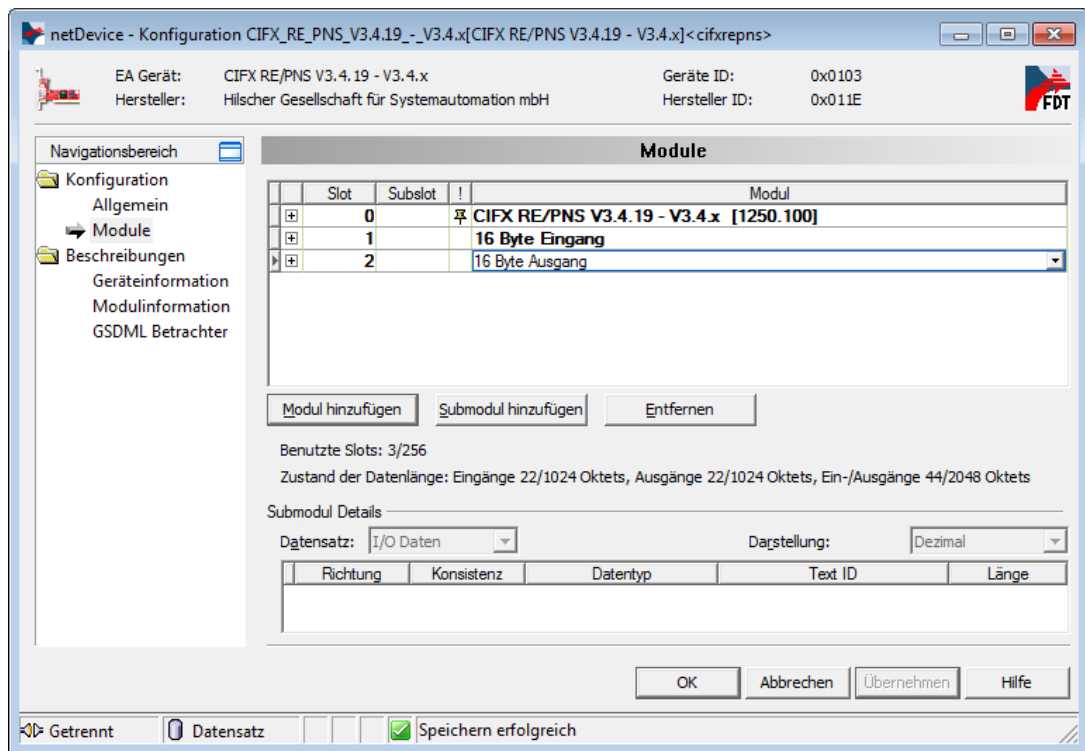 netDevice - Konfiguration CIFX_RE_PNS_V3.4.19_-_V3.4.x[CIFX RE/PNS V3.4.19 - V3.4.x]<cifxrepns>
EA Gerät: CIFX RE/PNS V3.4.19 - V3.4.x Geräte ID: 0x0103
Hersteller: Hilscher Gesellschaft für Systemautomation mbH Hersteller ID: 0x011E
FDT
Navigationsbereich
Konfiguration
Allgemein
Module
Beschreibungen
Geräteinformation
Modulinformation
GSDML Betrachter
Module
Slot Subslot ! Modul
0 CIFX RE/PNS V3.4.19 - V3.4.x [1250.100]
1 16 Byte Eingang
2 16 Byte Ausgang
Modul hinzufügen Submodul hinzufügen Entfernen
Benutzte Slots: 3/256
Zustand der Datenlänge: Eingänge 22/1024 Oktets, Ausgänge 22/1024 Oktets, Ein-/Ausgänge 44/2048 Oktets
Submodul Details
Datensatz: I/O Daten Darstellung: Dezimal
Richtung Konsistenz Datentyp Text ID Länge
OK Abbrechen Übernehmen Hilfe
Getrennt Datensatz Speichern erfolgreich